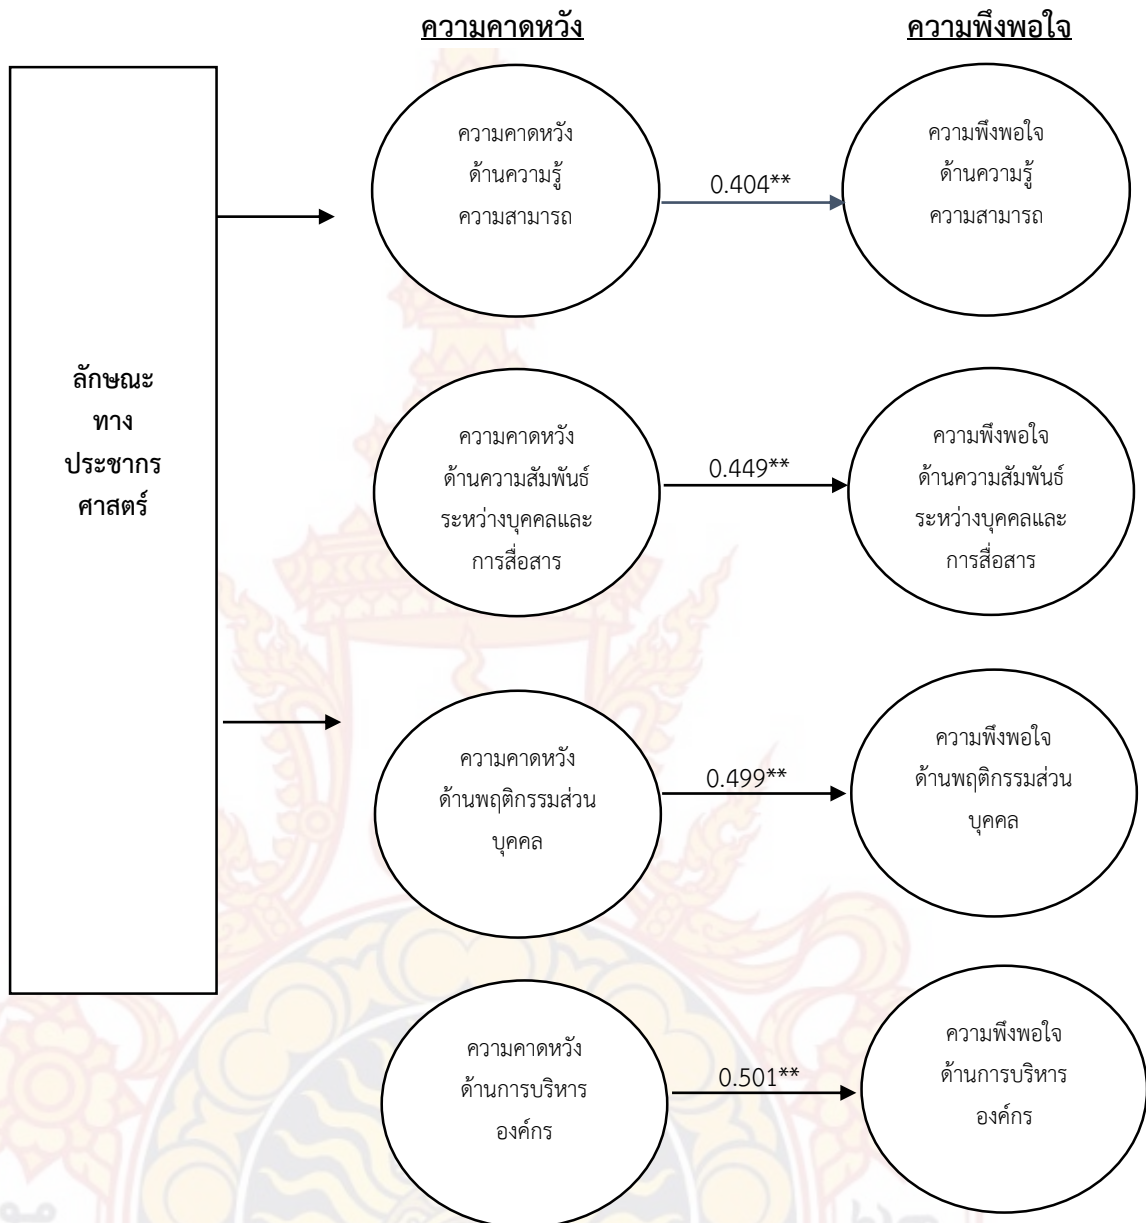 ความคาดหวัง
ความพึงพอใจ
ลักษณะ
ทาง
ประชากร
ศาสตร์
ความคาดหวัง
ด้านความรู้
ความสามารถ
0.404**
ความพึงพอใจ
ด้านความรู้
ความสามารถ
ความคาดหวัง
ด้านความสัมพันธ์
ระหว่างบุคคลและ
การสื่อสาร
0.449**
ความพึงพอใจ
ด้านความสัมพันธ์
ระหว่างบุคคลและ
การสื่อสาร
ความคาดหวัง
ด้านพฤติกรรมส่วน
บุคคล
0.499**
ความพึงพอใจ
ด้านพฤติกรรมส่วน
บุคคล
ความคาดหวัง
ด้านการบริหาร
องค์กร
0.501**
ความพึงพอใจ
ด้านการบริหาร
องค์กร